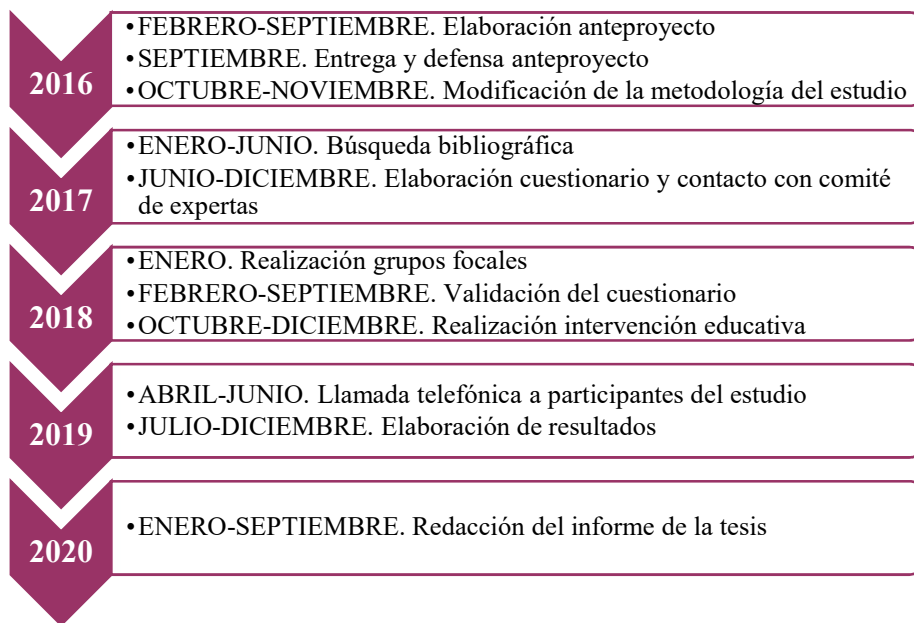 2016
•FEBRERO-SEPTIEMBRE. Elaboración anteproyecto
•SEPTIEMBRE. Entrega y defensa anteproyecto
•OCTUBRE-NOVIEMBRE. Modificación de la metodología del estudio
2017
•ENERO-JUNIO. Búsqueda bibliográfica
•JUNIO-DICIEMBRE. Elaboración cuestionario y contacto con comité
de expertas
2018
•ENERO. Realización grupos focales
•FEBRERO-SEPTIEMBRE. Validación del cuestionario
•OCTUBRE-DICIEMBRE. Realización intervención educativa
2019
•ABRIL-JUNIO. Llamada telefónica a participantes del estudio
•JULIO-DICIEMBRE. Elaboración de resultados
2020
•ENERO-SEPTIEMBRE. Redacción del informe de la tesis